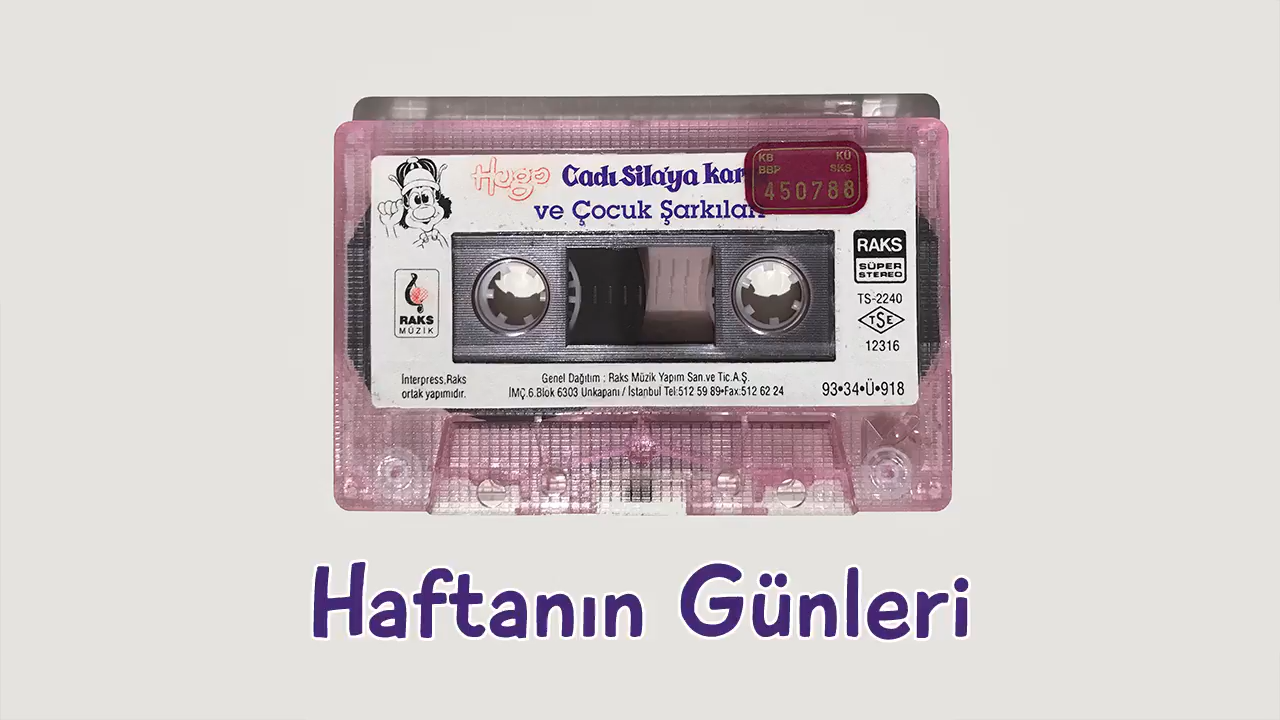 Hugo Cadı Sila'ya kar
ve Çocuk Şarkıları
KB KÜ
BBP SKS
450788
RAKS
SÜPER
STEREO
RAKS
MÜZİK
TS-2240
TSE
12316
İnterpress,Raks
ortak yapımıdır.
Genel Dağıtım : Raks Müzik Yapım San.ve Tic.A.Ş.
İMÇ.6.Blok 6303 Unkapanı / İstanbul Tel:512 59 89•Fax:512 62 24
93•34•Ü•918
Haftanın Günleri